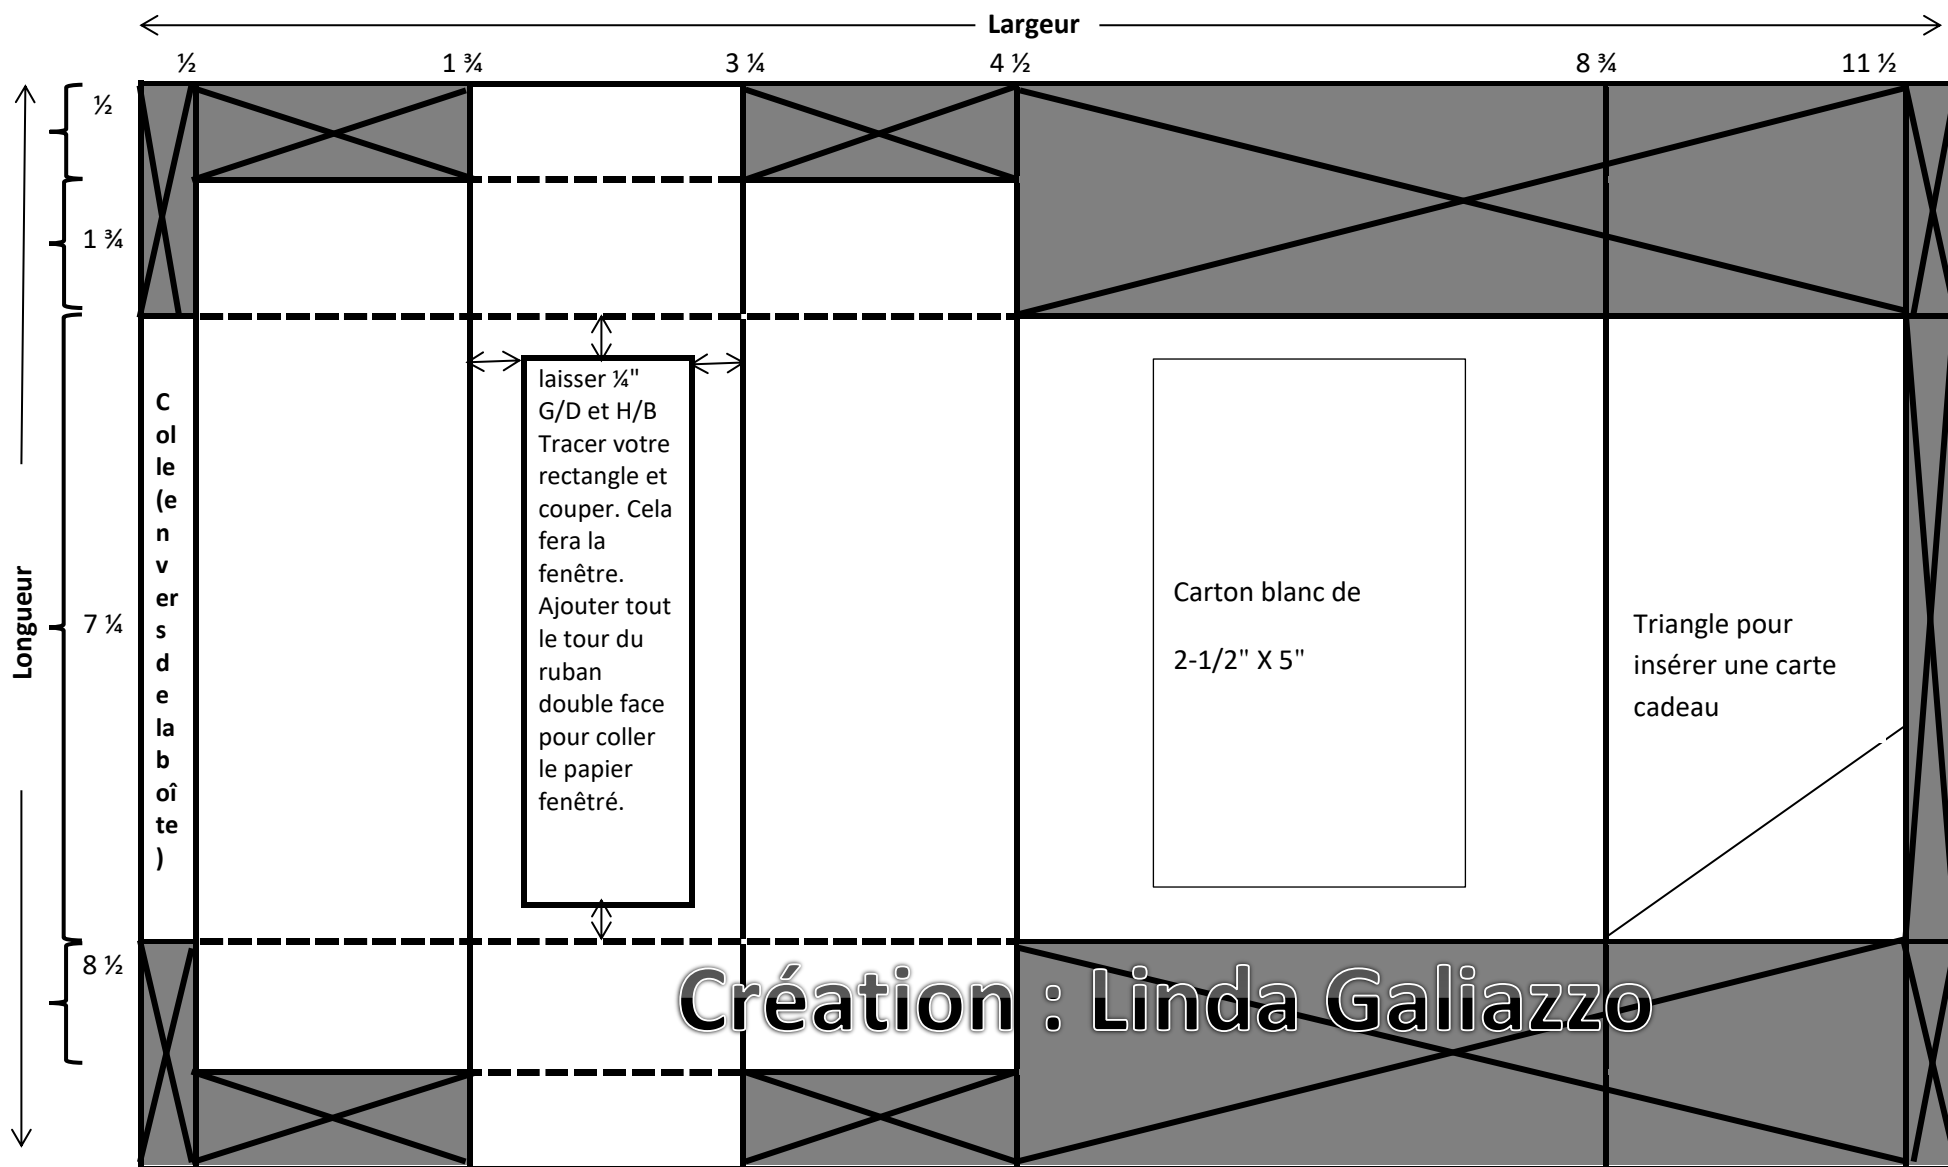 Largeur
½ 1 ¾ 3 ¼ 4 ½ 8 ¾ 11 ½
½
1 ¾
7 ¼
8 ½
Longueur
C
ol
le
(e
n
v
er
s
d
e
la
b
oî
te
)
laisser ¼"
G/D et H/B
Tracer votre
rectangle et
couper. Cela
fera la
fenêtre.
Ajouter tout
le tour du
ruban
double face
pour coller
le papier
fenêtré.
Carton blanc de
2-1/2" X 5"
Triangle pour
insérer une carte
cadeau
Création : Linda Galiazzo